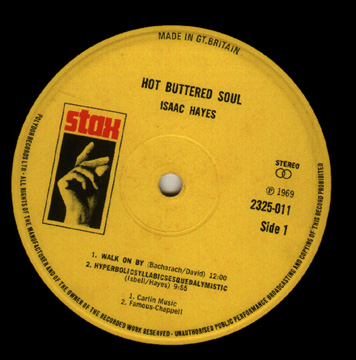 MADE IN GT. BRITAIN
HOT BUTTERED SOUL
ISAAC HAYES
stax
STEREO
℗ 1969
2325-011
Side 1
1. WALK ON BY (Bacharach/David) 12:00
2. HYPERBOLICSYLLABICSESQUEDALYMISTIC
(Isbell/Hayes) 9:55
1. Carlin Music
2. Famous-Chappell
POLYDOR RECORDS LTD - ALL RIGHTS OF THE MANUFACTURER AND OF THE OWNER OF THE RECORDED WORK RESERVED - UNAUTHORISED PUBLIC PERFORMANCE BROADCASTING AND COPYING OF THIS RECORD PROHIBITED